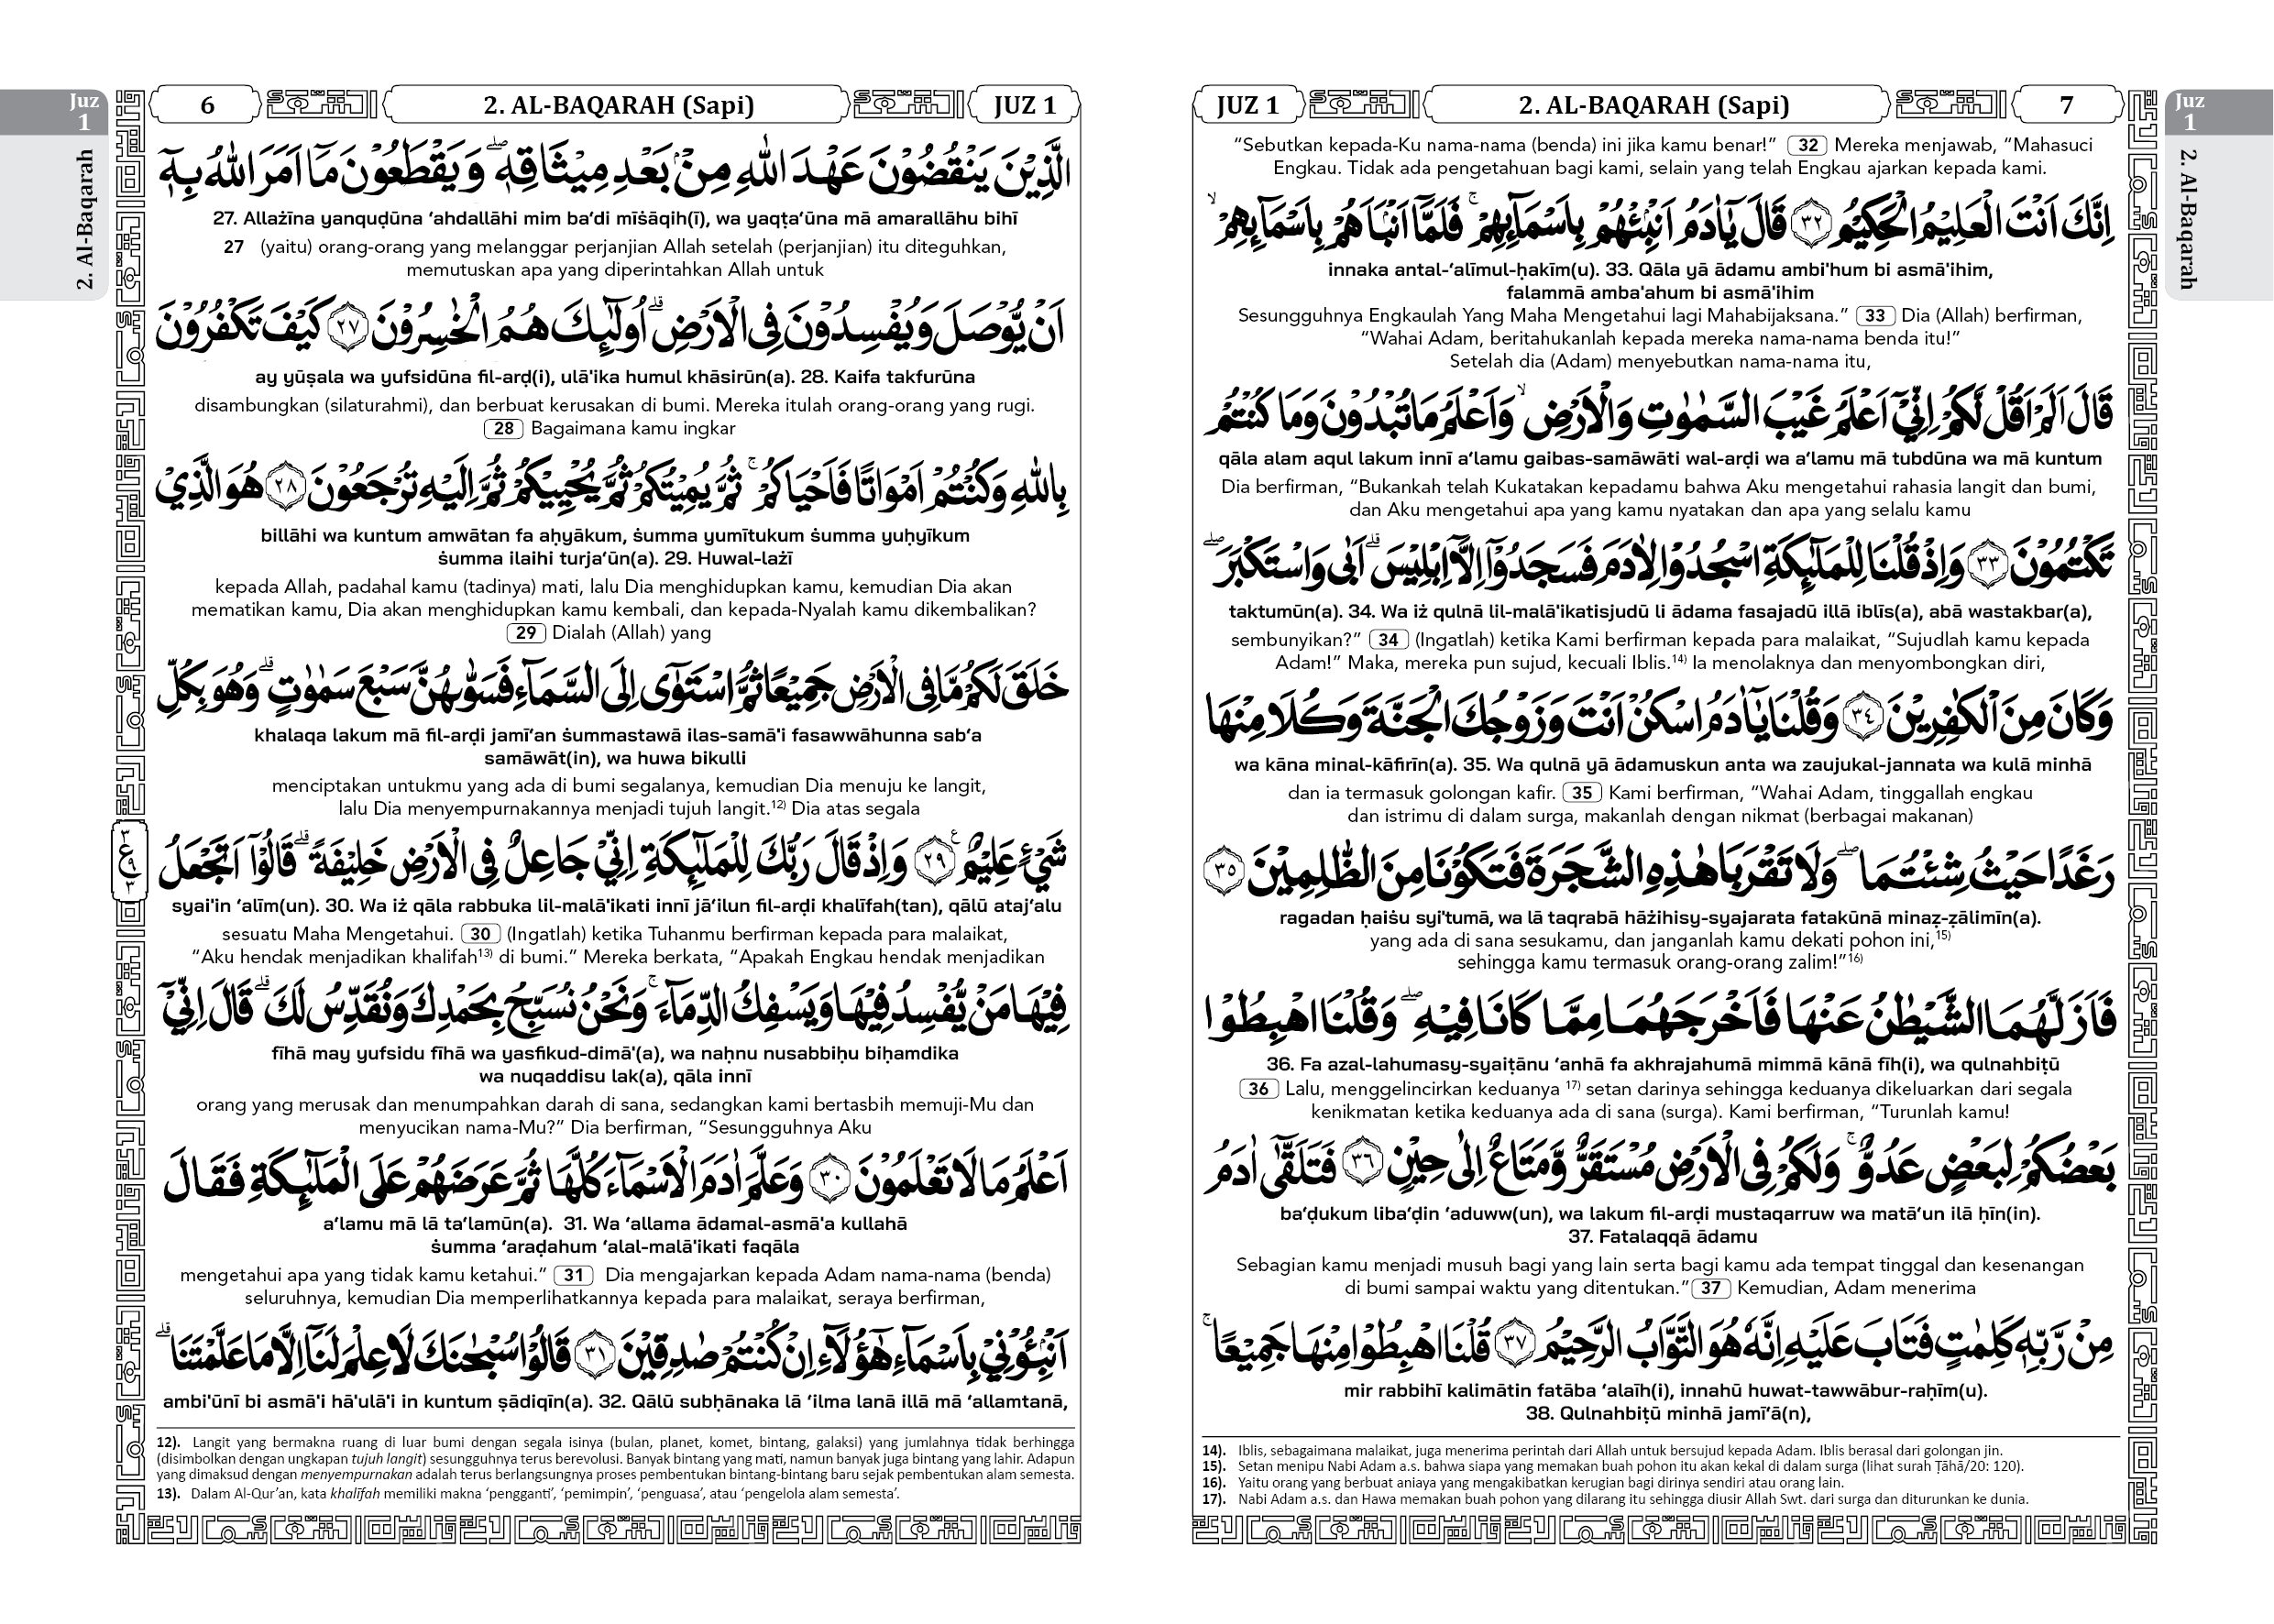 Juz
1
2. Al-Baqarah
6
2. AL-BAQARAH (Sapi)
JUZ 1
الَّذِيْنَ يَنْقُضُوْنَ عَهْدَ اللّٰهِ مِنْۢ بَعْدِ مِيْثَاقِهٖۖ وَيَقْطَعُوْنَ مَآ اَمَرَ اللّٰهُ بِهٖٓ
27. Allażīna yanquḍūna ‘ahdallāhi mim ba‘di mīṡāqih(ī), wa yaqṭa‘ūna mā amarallāhu bihī
27 (yaitu) orang-orang yang melanggar perjanjian Allah setelah (perjanjian) itu diteguhkan,
memutuskan apa yang diperintahkan Allah untuk
اَنْ يُّوْصَلَ وَيُفْسِدُوْنَ فِى الْاَرْضِۗ اُولٰۤىِٕكَ هُمُ الْخٰسِرُوْنَ ٢٧ كَيْفَ تَكْفُرُوْنَ
ay yūṣala wa yufsidūna fil-arḍ(i), ulā'ika humul khāsirūn(a). 28. Kaifa takfurūna
disambungkan (silaturahmi), dan berbuat kerusakan di bumi. Mereka itulah orang-orang yang rugi.
28 Bagaimana kamu ingkar
بِاللّٰهِ وَكُنْتُمْ اَمْوَاتًا فَاَحْيَاكُمْۚ ثُمَّ يُمِيْتُكُمْ ثُمَّ يُحْيِيْكُمْ ثُمَّ اِلَيْهِ تُرْجَعُوْنَ ٢٨ هُوَ الَّذِيْ
billāhi wa kuntum amwātan fa aḥyākum, ṡumma yumītukum ṡumma yuḥyīkum
ṡumma ilaihi turja‘ūn(a). 29. Huwal-lażī
kepada Allah, padahal kamu (tadinya) mati, lalu Dia menghidupkan kamu, kemudian Dia akan
mematikan kamu, Dia akan menghidupkan kamu kembali, dan kepada-Nyalah kamu dikembalikan?
29 Dialah (Allah) yang
خَلَقَ لَكُمْ مَّا فِى الْاَرْضِ جَمِيْعًا ثُمَّ اسْتَوٰٓى اِلَى السَّمَاۤءِ فَسَوّٰىهُنَّ سَبْعَ سَمٰوٰتٍۗ وَهُوَ بِكُلِّ
khalaqa lakum mā fil-arḍi jamī‘an ṡummastawā ilas-samā'i fasawwāhunna sab‘a
samāwāt(in), wa huwa bikulli
menciptakan untukmu yang ada di bumi segalanya, kemudian Dia menuju ke langit,
lalu Dia menyempurnakannya menjadi tujuh langit.12) Dia atas segala
شَيْءٍ عَلِيْمٌ ࣖ ٢٩ وَاِذْ قَالَ رَبُّكَ لِلْمَلٰۤىِٕكَةِ اِنِّيْ جَاعِلٌ فِى الْاَرْضِ خَلِيْفَةًۗ قَالُوْٓا اَتَجْعَلُ
٣
ع
٩
٣
syai'in ‘alīm(un). 30. Wa iż qāla rabbuka lil-malā'ikati innī jā‘ilun fil-arḍi khalīfah(tan), qālū ataj‘alu
sesuatu Maha Mengetahui. 30 (Ingatlah) ketika Tuhanmu berfirman kepada para malaikat,
“Aku hendak menjadikan khalifah13) di bumi.” Mereka berkata, “Apakah Engkau hendak menjadikan
فِيْهَا مَنْ يُّفْسِدُ فِيْهَا وَيَسْفِكُ الدِّمَاۤءَۚ وَنَحْنُ نُسَبِّحُ بِحَمْدِكَ وَنُقَدِّسُ لَكَۗ قَالَ اِنِّيْٓ
fīhā may yufsidu fīhā wa yasfikud-dimā'(a), wa naḥnu nusabbiḥu biḥamdika
wa nuqaddisu lak(a), qāla innī
orang yang merusak dan menumpahkan darah di sana, sedangkan kami bertasbih memuji-Mu dan
menyucikan nama-Mu?” Dia berfirman, “Sesungguhnya Aku
اَعْلَمُ مَا لَا تَعْلَمُوْنَ ٣٠ وَعَلَّمَ اٰدَمَ الْاَسْمَاۤءَ كُلَّهَا ثُمَّ عَرَضَهُمْ عَلَى الْمَلٰۤىِٕكَةِ فَقَالَ
a‘lamu mā lā ta‘lamūn(a). 31. Wa ‘allama ādamal-asmā'a kullahā
ṡumma ‘araḍahum ‘alal-malā'ikati faqāla
mengetahui apa yang tidak kamu ketahui.” 31 Dia mengajarkan kepada Adam nama-nama (benda)
seluruhnya, kemudian Dia memperlihatkannya kepada para malaikat, seraya berfirman,
اَنْۢبِـُٔوْنِيْ بِاَسْمَاۤءِ هٰٓؤُلَاۤءِ اِنْ كُنْتُمْ صٰدِقِيْنَ ٣١ قَالُوْا سُبْحٰنَكَ لَا عِلْمَ لَنَآ اِلَّا مَا عَلَّمْتَنَاۗ
ambi'ūnī bi asmā'i hā'ulā'i in kuntum ṣādiqīn(a). 32. Qālū subḥānaka lā ‘ilma lanā illā mā ‘allamtanā,
12). Langit yang bermakna ruang di luar bumi dengan segala isinya (bulan, planet, komet, bintang, galaksi) yang jumlahnya tidak berhingga
(disimbolkan dengan ungkapan tujuh langit) sesungguhnya terus berevolusi. Banyak bintang yang mati, namun banyak juga bintang yang lahir. Adapun
yang dimaksud dengan menyempurnakan adalah terus berlangsungnya proses pembentukan bintang-bintang baru sejak pembentukan alam semesta.
13). Dalam Al-Qur’an, kata khalīfah memiliki makna ‘pengganti’, ‘pemimpin’, ‘penguasa’, atau ‘pengelola alam semesta’.
JUZ 1
2. AL-BAQARAH (Sapi)
7
Juz
1
2. Al-Baqarah
“Sebutkan kepada-Ku nama-nama (benda) ini jika kamu benar!” 32 Mereka menjawab, “Mahasuci
Engkau. Tidak ada pengetahuan bagi kami, selain yang telah Engkau ajarkan kepada kami.
اِنَّكَ اَنْتَ الْعَلِيْمُ الْحَكِيْمُ ٣٢ قَالَ يٰٓاٰدَمُ اَنْۢبِئْهُمْ بِاَسْمَاۤىِٕهِمْۚ فَلَمَّآ اَنْۢبَاَهُمْ بِاَسْمَاۤىِٕهِمْۙ
innaka antal-‘alīmul-ḥakīm(u). 33. Qāla yā ādamu ambi'hum bi asmā'ihim,
falammā amba'ahum bi asmā'ihim
Sesungguhnya Engkaulah Yang Maha Mengetahui lagi Mahabijaksana.” 33 Dia (Allah) berfirman,
“Wahai Adam, beritahukanlah kepada mereka nama-nama benda itu!”
Setelah dia (Adam) menyebutkan nama-nama itu,
قَالَ اَلَمْ اَقُلْ لَّكُمْ اِنِّيْٓ اَعْلَمُ غَيْبَ السَّمٰوٰتِ وَالْاَرْضِۙ وَاَعْلَمُ مَا تُبْدُوْنَ وَمَا كُنْتُمْ
qāla alam aqul lakum innī a‘lamu gaibas-samāwāti wal-arḍi wa a‘lamu mā tubdūna wa mā kuntum
Dia berfirman, “Bukankah telah Kukatakan kepadamu bahwa Aku mengetahui rahasia langit dan bumi,
dan Aku mengetahui apa yang kamu nyatakan dan apa yang selalu kamu
تَكْتُمُوْنَ ٣٣ وَاِذْ قُلْنَا لِلْمَلٰۤىِٕكَةِ اسْجُدُوْا لِاٰدَمَ فَسَجَدُوْٓا اِلَّآ اِبْلِيْسَۗ اَبٰى وَاسْتَكْبَرَۖ
taktumūn(a). 34. Wa iż qulnā lil-malā'ikatisjudū li ādama fasajadū illā iblīs(a), abā wastakbar(a),
sembunyikan?” 34 (Ingatlah) ketika Kami berfirman kepada para malaikat, “Sujudlah kamu kepada
Adam!” Maka, mereka pun sujud, kecuali Iblis.14) Ia menolaknya dan menyombongkan diri,
وَكَانَ مِنَ الْكٰفِرِيْنَ ٣٤ وَقُلْنَا يٰٓاٰدَمُ اسْكُنْ اَنْتَ وَزَوْجُكَ الْجَنَّةَ وَكُلَا مِنْهَا
wa kāna minal-kāfirīn(a). 35. Wa qulnā yā ādamuskun anta wa zaujukal-jannata wa kulā minhā
dan ia termasuk golongan kafir. 35 Kami berfirman, “Wahai Adam, tinggallah engkau
dan istrimu di dalam surga, makanlah dengan nikmat (berbagai makanan)
رَغَدًا حَيْثُ شِئْتُمَاۖ وَلَا تَقْرَبَا هٰذِهِ الشَّجَرَةَ فَتَكُوْنَا مِنَ الظّٰلِمِيْنَ ٣٥
ragadan ḥaiṡu syi'tumā, wa lā taqrabā hāżihisy-syajarata fatakūnā minaẓ-ẓālimīn(a).
yang ada di sana sesukamu, dan janganlah kamu dekati pohon ini,15)
sehingga kamu termasuk orang-orang zalim!”16)
فَاَزَلَّهُمَا الشَّيْطٰنُ عَنْهَا فَاَخْرَجَهُمَا مِمَّا كَانَا فِيْهِۖ وَقُلْنَا اهْبِطُوْا
36. Fa azal-lahumasy-syaiṭānu ‘anhā fa akhrajahumā mimmā kānā fīh(i), wa qulnahbiṭū
36 Lalu, menggelincirkan keduanya 17) setan darinya sehingga keduanya dikeluarkan dari segala
kenikmatan ketika keduanya ada di sana (surga). Kami berfirman, “Turunlah kamu!
بَعْضُكُمْ لِبَعْضٍ عَدُوٌّۚ وَلَكُمْ فِى الْاَرْضِ مُسْتَقَرٌّ وَّمَتَاعٌ اِلٰى حِيْنٍ ٣٦ فَتَلَقّٰٓى اٰدَمُ
ba‘ḍukum liba‘ḍin ‘aduww(un), wa lakum fil-arḍi mustaqarruw wa matā‘un ilā ḥīn(in).
37. Fatalaqqā ādamu
Sebagian kamu menjadi musuh bagi yang lain serta bagi kamu ada tempat tinggal dan kesenangan
di bumi sampai waktu yang ditentukan.” 37 Kemudian, Adam menerima
مِنْ رَّبِّهٖ كَلِمٰتٍ فَتَابَ عَلَيْهِ اِنَّهٗ هُوَ التَّوَّابُ الرَّحِيْمُ ٣٧ قُلْنَا اهْبِطُوْا مِنْهَا جَمِيْعًاۚ
mir rabbihī kalimātin fatāba ‘alaīh(i), innahū huwat-tawwābur-raḥīm(u).
38. Qulnahbiṭū minhā jamī‘ā(n),
14). Iblis, sebagaimana malaikat, juga menerima perintah dari Allah untuk bersujud kepada Adam. Iblis berasal dari golongan jin.
15). Setan menipu Nabi Adam a.s. bahwa siapa yang memakan buah pohon itu akan kekal di dalam surga (lihat surah Ṭāhā/20: 120).
16). Yaitu orang yang berbuat aniaya yang mengakibatkan kerugian bagi dirinya sendiri atau orang lain.
17). Nabi Adam a.s. dan Hawa memakan buah pohon yang dilarang itu sehingga diusir Allah Swt. dari surga dan diturunkan ke dunia.